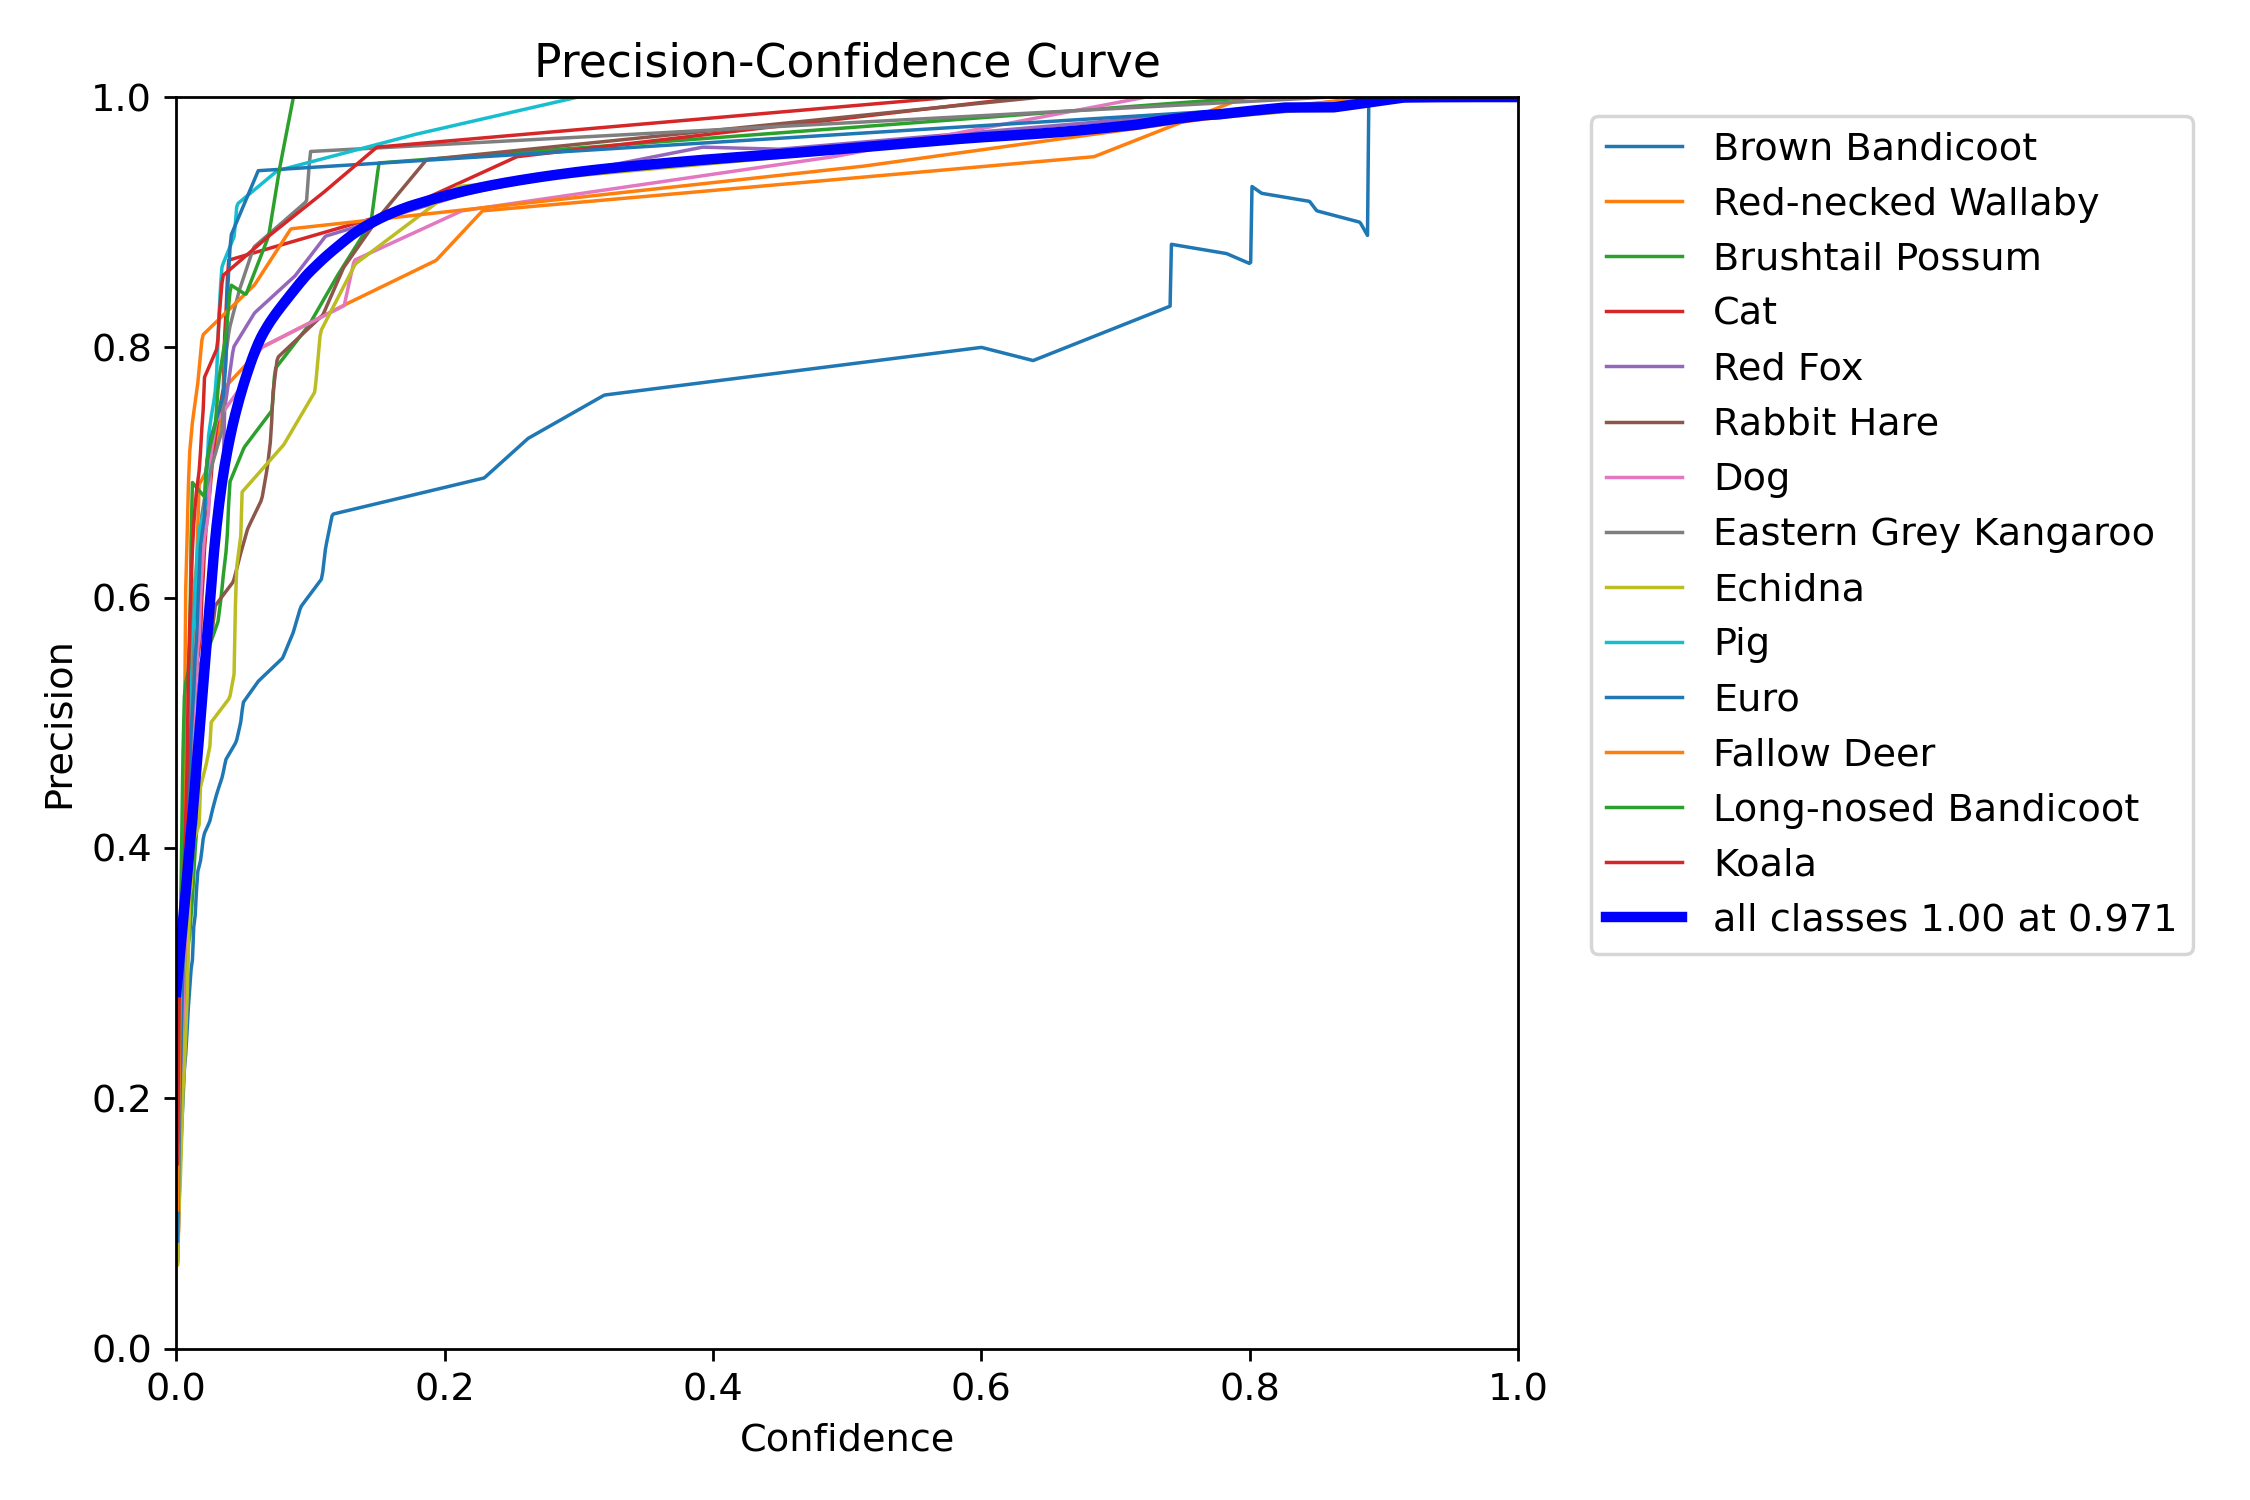 Precision-Confidence Curve
1.0
0.8
0.6
0.4
0.2
0.0
Precision
0.0 0.2 0.4 0.6 0.8 1.0
Confidence
Brown Bandicoot
Red-necked Wallaby
Brushtail Possum
Cat
Red Fox
Rabbit Hare
Dog
Eastern Grey Kangaroo
Echidna
Pig
Euro
Fallow Deer
Long-nosed Bandicoot
Koala
all classes 1.00 at 0.971